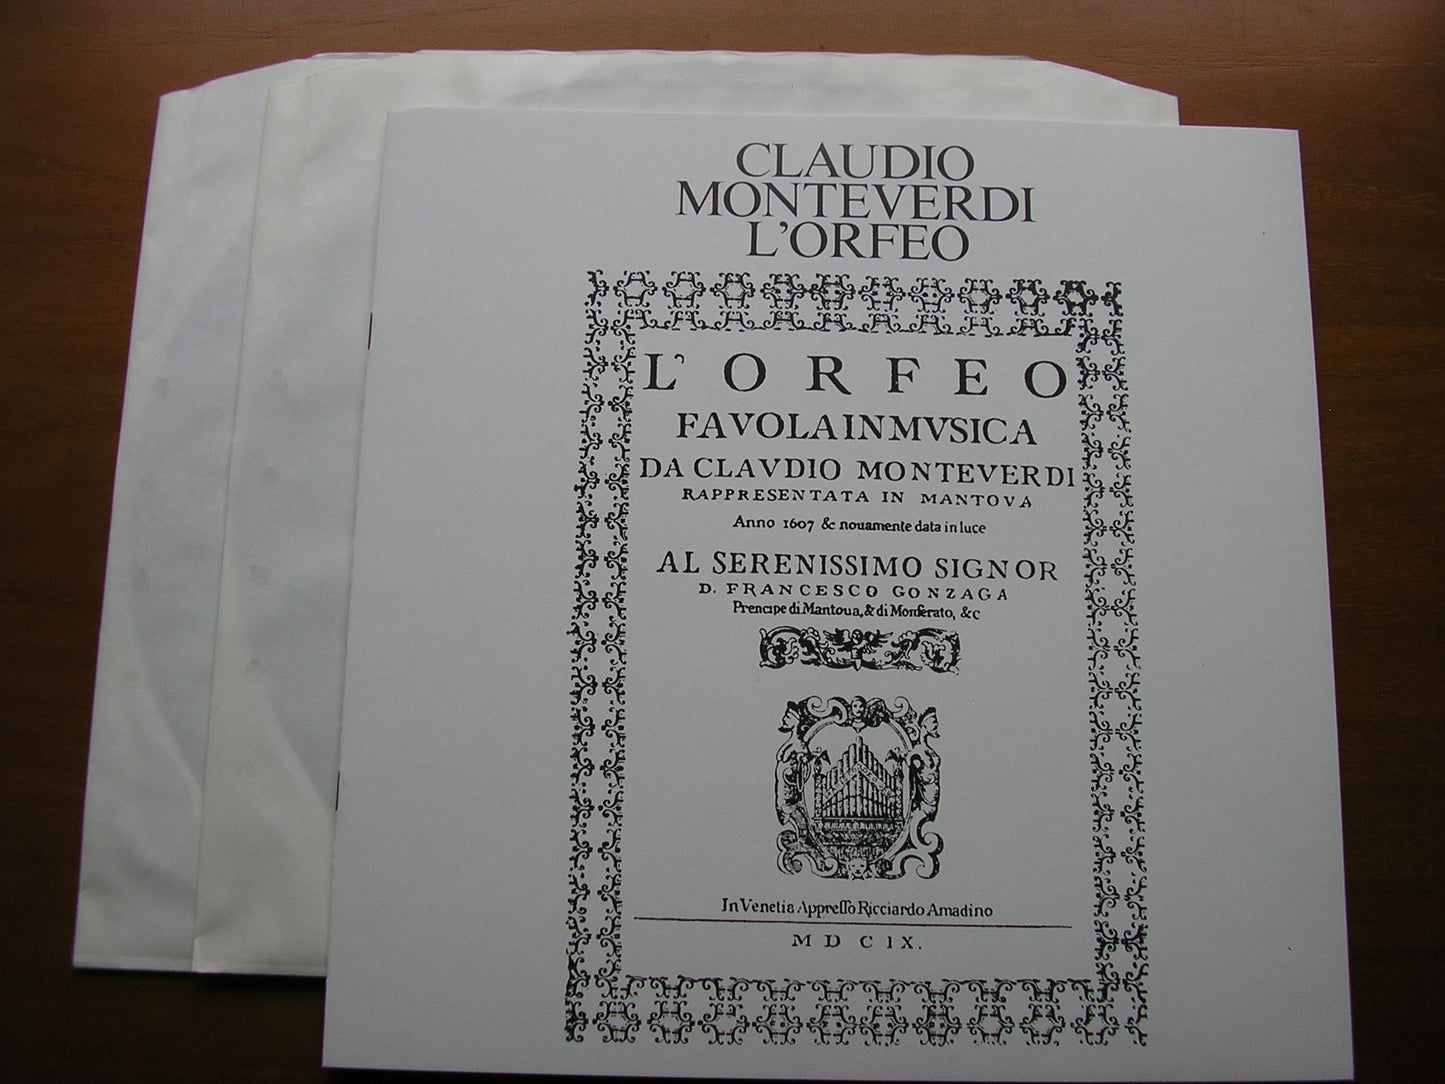 CLAUDIO
MONTEVERDI
L'ORFEO
L'ORFEO
FAVOLA IN MVSICA
DA CLAVDIO MONTEVERDI
RAPPRESENTATA IN MANTOVA
Anno 1607 & nouamente data in luce
AL SERENISSIMO SIGNOR
D. FRANCESCO GONZAGA
Prencipe di Mantoua, & di Monferato, &c
In Venetia Appresso Ricciardo Amadino
M D C IX.